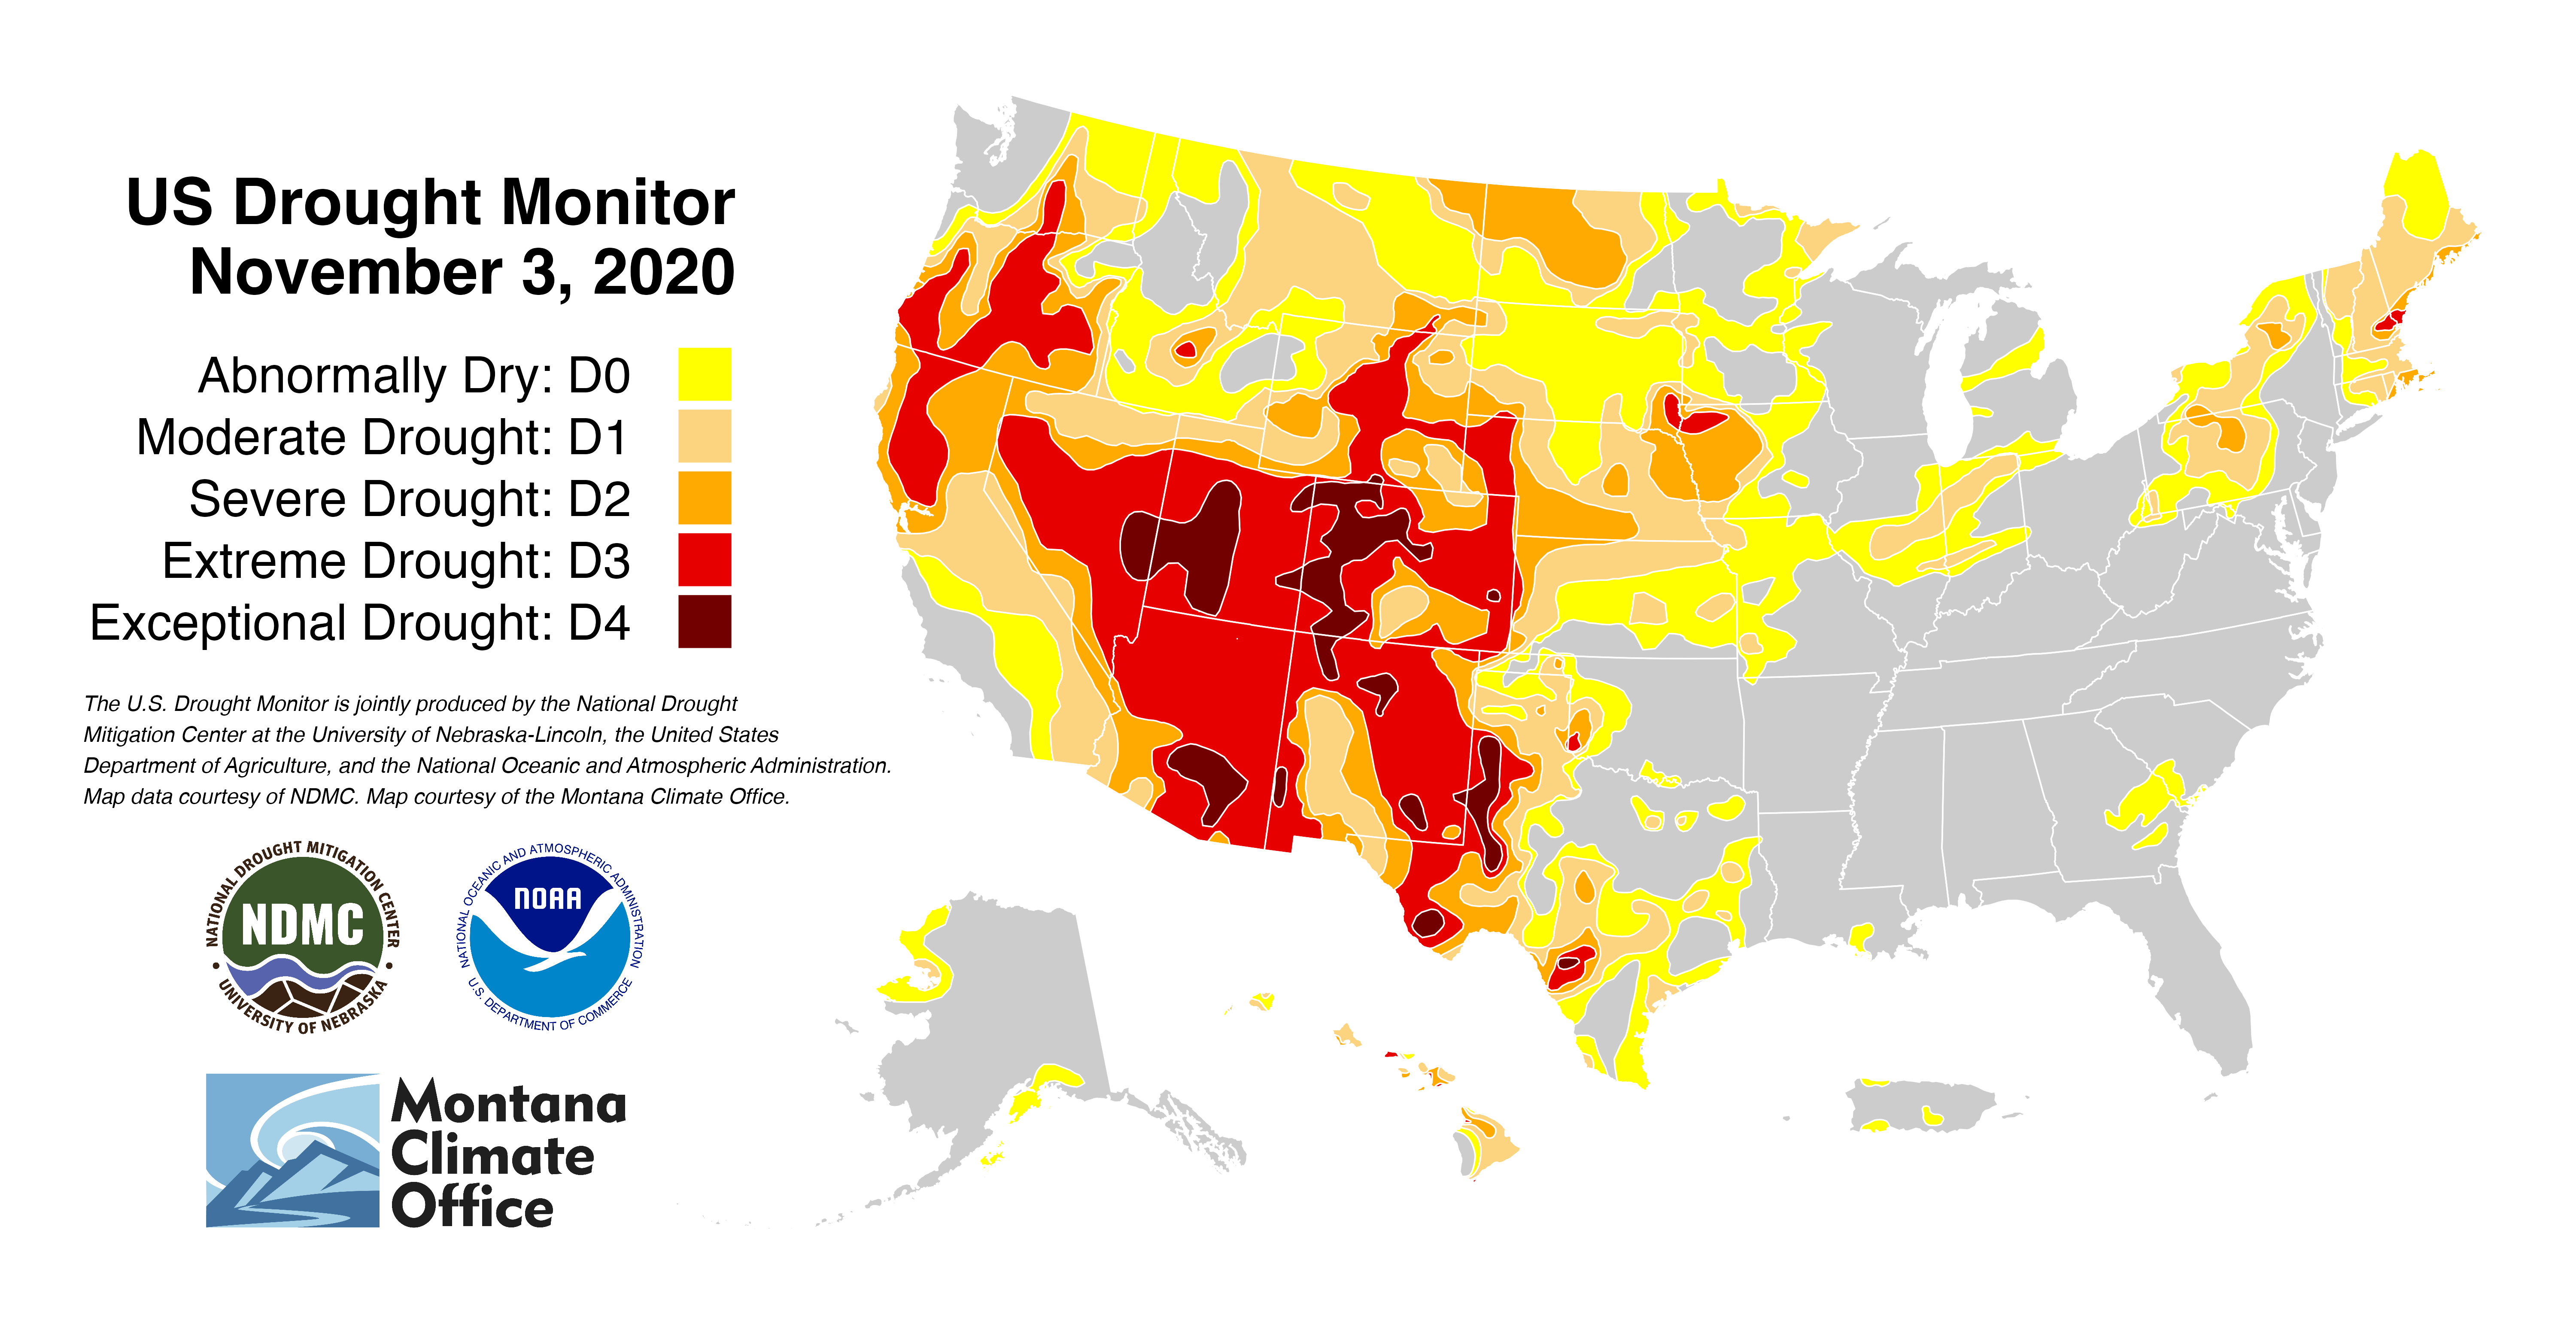 US Drought Monitor
November 3, 2020
Abnormally Dry: D0
Moderate Drought: D1
Severe Drought: D2
Extreme Drought: D3
Exceptional Drought: D4
The U.S. Drought Monitor is jointly produced by the National Drought
Mitigation Center at the University of Nebraska-Lincoln, the United States
Department of Agriculture, and the National Oceanic and Atmospheric Administration.
Map data courtesy of NDMC. Map courtesy of the Montana Climate Office.
NATIONAL DROUGHT MITIGATION CENTER
NDMC
• UNIVERSITY OF NEBRASKA •
NATIONAL OCEANIC AND ATMOSPHERIC ADMINISTRATION
NOAA
U.S. DEPARTMENT OF COMMERCE
Montana
Climate
Office